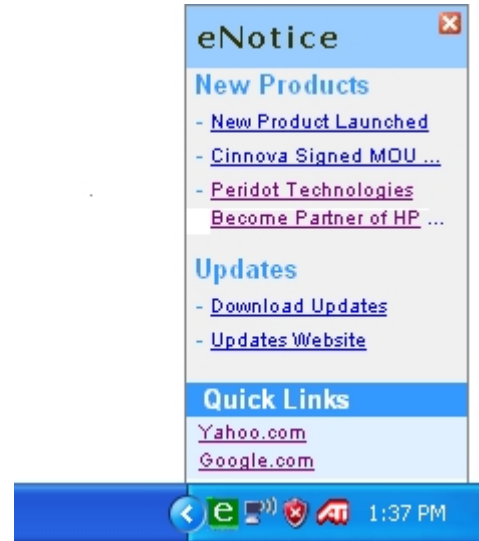 eNotice
New Products
- New Product Launched
- Cinnova Signed MOU ...
- Peridot Technologies
Become Partner of HP ...
Updates
- Download Updates
- Updates Website
Quick Links
Yahoo.com
Google.com
e ATI 1:37 PM